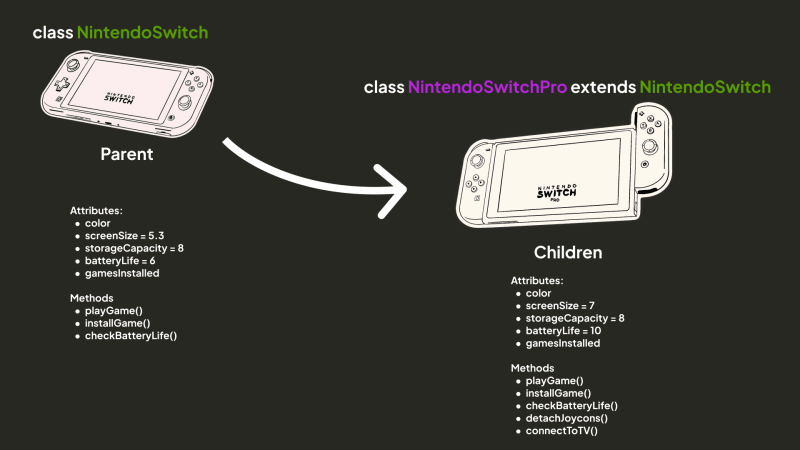 class NintendoSwitch
NINTENDO
SWITCH
Parent
Attributes:
• color
• screenSize = 5.3
• storageCapacity = 8
• batteryLife = 6
• gamesInstalled
Methods
• playGame()
• installGame()
• checkBatteryLife()
class NintendoSwitchPro extends NintendoSwitch
NINTENDO
SWITCH
PRO
Children
Attributes:
• color
• screenSize = 7
• storageCapacity = 8
• batteryLife = 10
• gamesInstalled
Methods
• playGame()
• installGame()
• checkBatteryLife()
• detachJoycons()
• connectToTV()